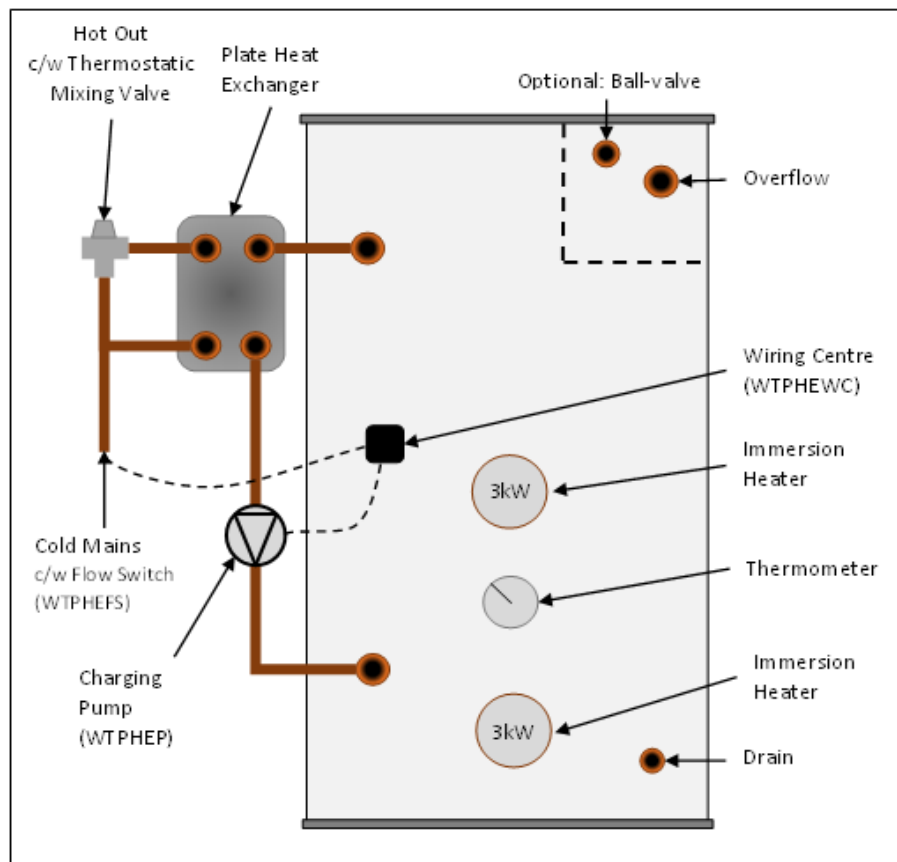 Hot Out
c/w Thermostatic
Mixing Valve
Plate Heat
Exchanger
Optional: Ball-valve
Overflow
Wiring Centre
(WTPHEWC)
Immersion
Heater
3kW
Cold Mains
c/w Flow Switch
(WTPHEFS)
Thermometer
Charging
Pump
(WTPHEP)
Immersion
Heater
3kW
Drain